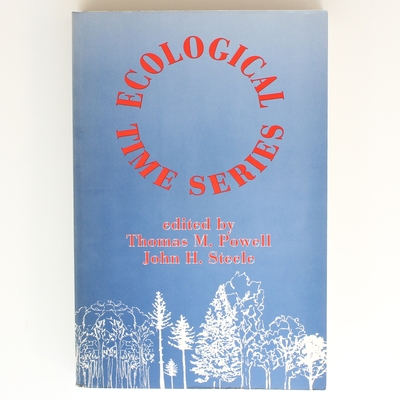 ECOLOGICAL
TIME SERIES
edited by
Thomas M. Powell
John H. Steele